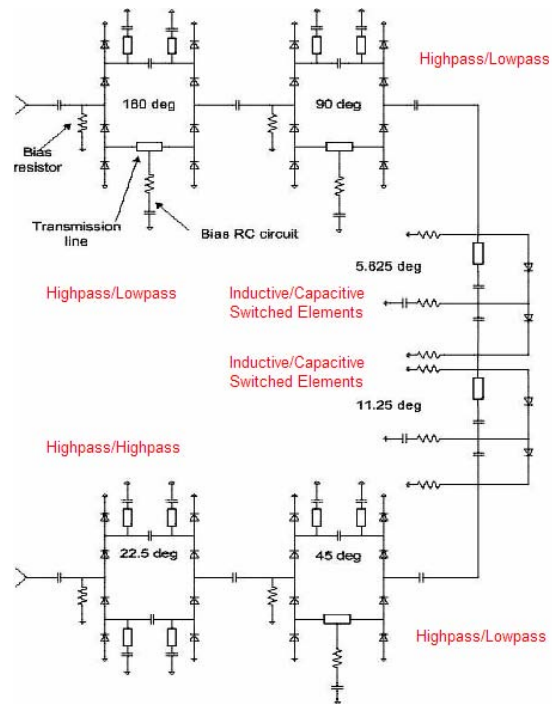 Highpass/Lowpass
180 deg
90 deg
Bias
resistor
Transmission
line
Bias RC circuit
5.625 deg
Highpass/Lowpass
Inductive/Capacitive
Switched Elements
Inductive/Capacitive
Switched Elements
11.25 deg
Highpass/Highpass
22.5 deg
45 deg
Highpass/Lowpass